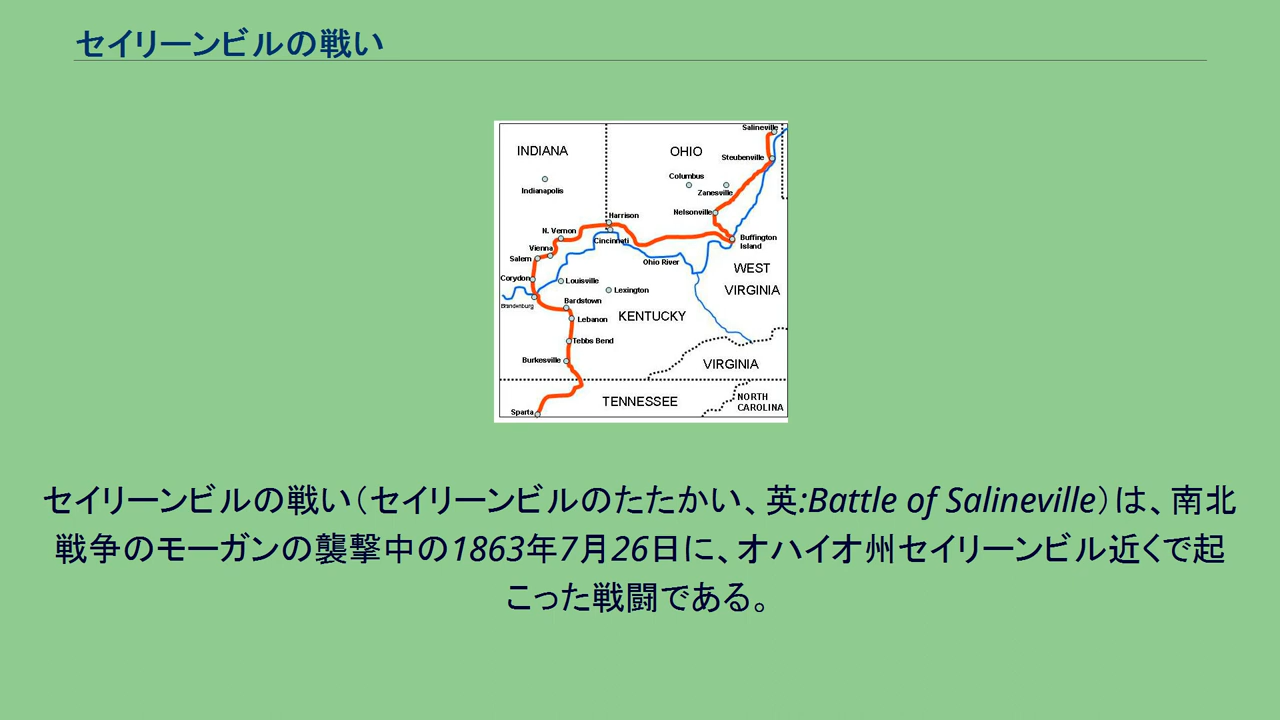 セイリーンビルの戦い
Salineville
INDIANA
OHIO
Steubenville
Columbus
Indianapolis
Zanesville
Nelsonville
Harrison
N. Vernon
Cincinnati
Buffington
Island
Vienna
Salem
Ohio River
WEST
VIRGINIA
Corydon
Louisville
Lexington
Brandenburg
Bardstown
Lebanon
KENTUCKY
Tebbs Bend
Burkesville
VIRGINIA
TENNESSEE
NORTH
CAROLINA
Sparta
セイリーンビルの戦い（セイリーンビルのたたかい、英:Battle of Salineville）は、南北
戦争のモーガンの襲撃中の1863年7月26日に、オハイオ州セイリーンビル近くで起
こった戦闘である。